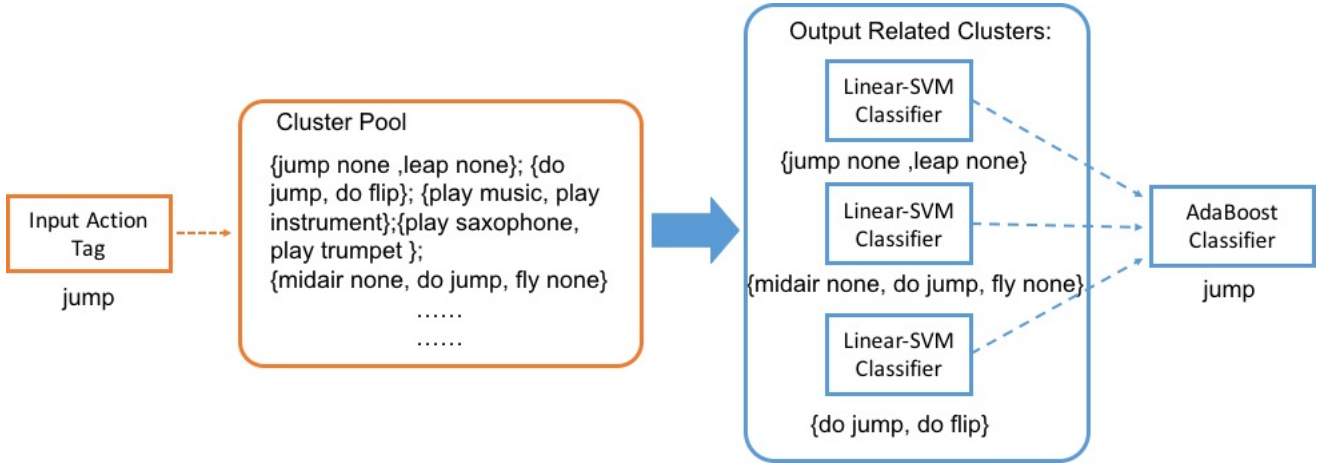 Input Action
Tag
jump
Cluster Pool
{jump none ,leap none}; {do
jump, do flip}; {play music, play
instrument};{play saxophone,
play trumpet };
{midair none, do jump, fly none}
......
......
Output Related Clusters:
Linear-SVM
Classifier
{jump none ,leap none}
Linear-SVM
Classifier
{midair none, do jump, fly none}
Linear-SVM
Classifier
{do jump, do flip}
AdaBoost
Classifier
jump